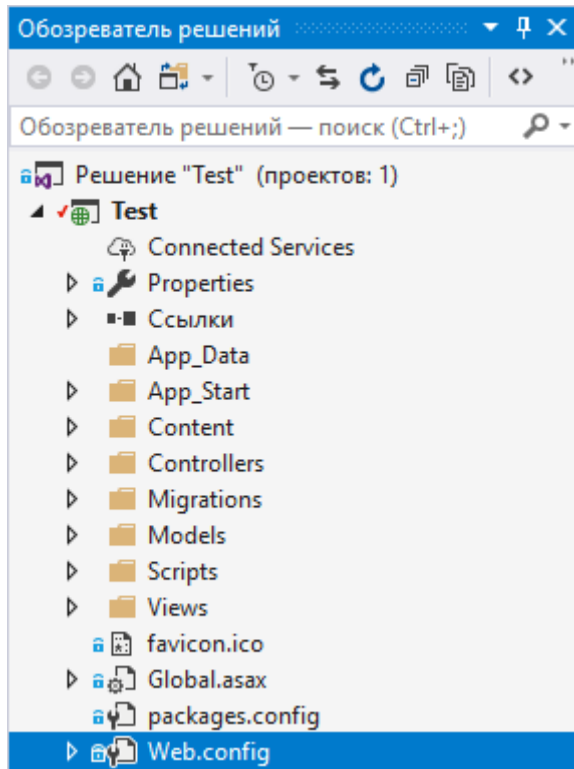 Обозреватель решений
Обозреватель решений — поиск (Ctrl+;)
Решение "Test" (проектов: 1)
Test
Connected Services
Properties
Ссылки
App_Data
App_Start
Content
Controllers
Migrations
Models
Scripts
Views
favicon.ico
Global.asax
packages.config
Web.config